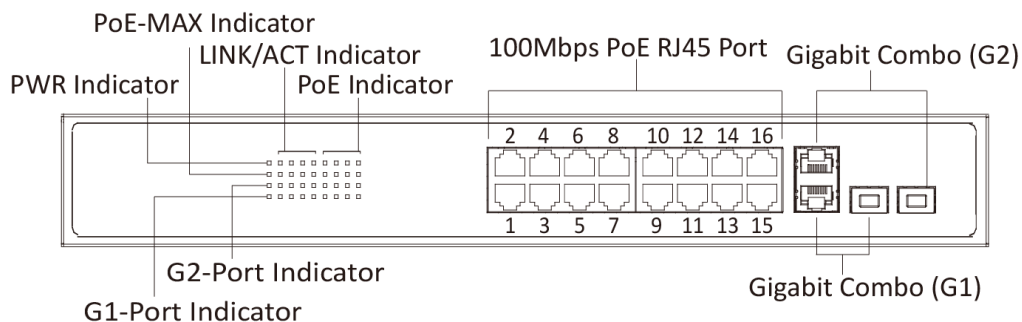 PoE-MAX Indicator
LINK/ACT Indicator
PWR Indicator
PoE Indicator
100Mbps PoE RJ45 Port
Gigabit Combo (G2)
2 4 6 8 10 12 14 16
1 3 5 7 9 11 13 15
G2-Port Indicator
G1-Port Indicator
Gigabit Combo (G1)